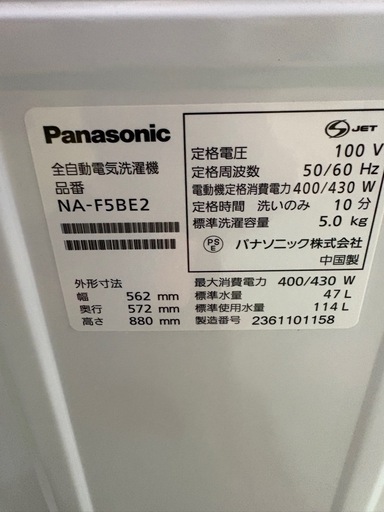 Panasonic
全自動電気洗濯機
品番
NA-F5BE2
外形寸法
幅 562 mm
奥行 572 mm
高さ 880 mm
S JET
定格電圧 100 V
定格周波数 50/60 Hz
電動機定格消費電力 400/430 W
定格時間 洗いのみ 10 分
標準洗濯容量 5.0 kg
PS E パナソニック株式会社
中国製
最大消費電力 400/430 W
標準水量 47 L
標準使用水量 114 L
製造番号 2361101158